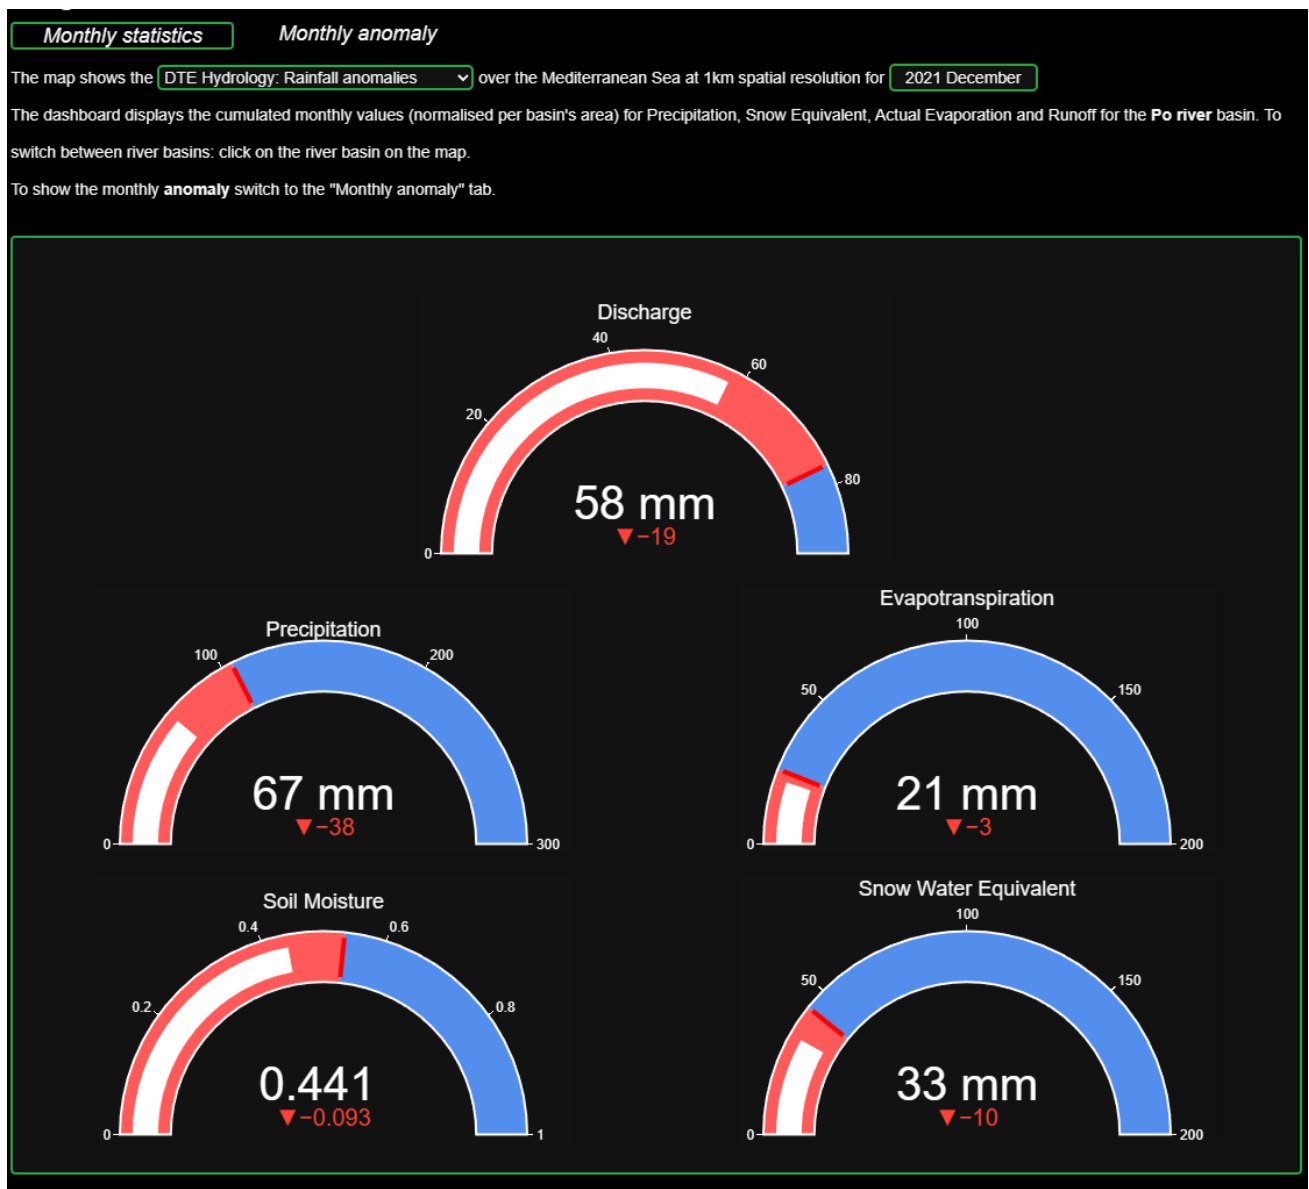 Monthly statistics Monthly anomaly
The map shows the DTE Hydrology: Rainfall anomalies over the Mediterranean Sea at 1km spatial resolution for 2021 December
The dashboard displays the cumulated monthly values (normalised per basin's area) for Precipitation, Snow Equivalent, Actual Evaporation and Runoff for the Po river basin. To
switch between river basins: click on the river basin on the map.
To show the monthly anomaly switch to the "Monthly anomaly" tab.
Discharge
0 20 40 60 80
58 mm
▼−19
Precipitation
0 100 200 300
67 mm
▼−38
Evapotranspiration
0 50 100 150 200
21 mm
▼−3
Soil Moisture
0 0.2 0.4 0.6 0.8 1
0.441
▼−0.093
Snow Water Equivalent
0 50 100 150 200
33 mm
▼−10